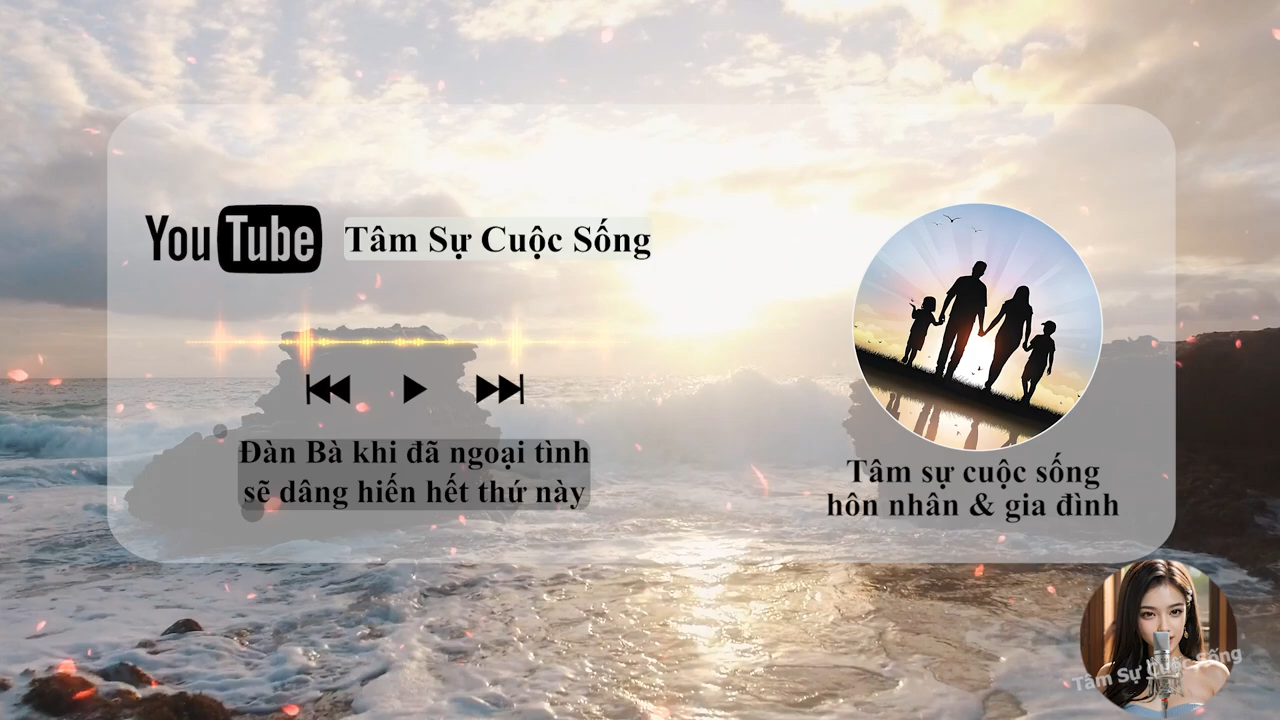 YouTube Tâm Sự Cuộc Sống
Đàn Bà khi đã ngoại tình
sẽ dâng hiến hết thứ này
Tâm sự cuộc sống
hôn nhân & gia đình
Tâm Sự Cuộc Sống